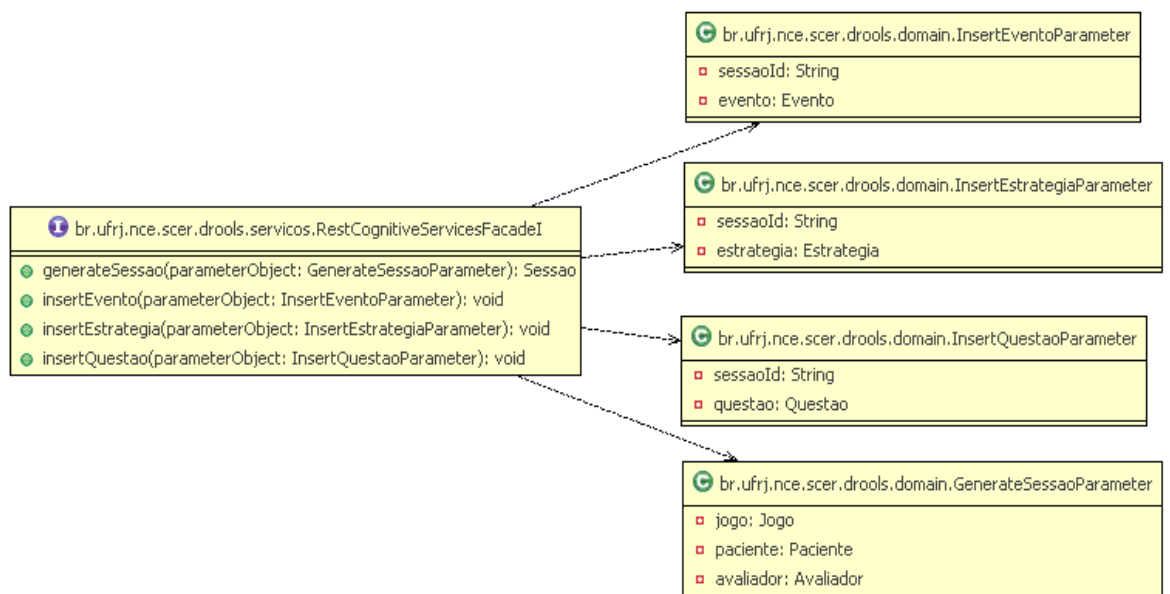 br.ufrj.nce.scer.drools.servicos.RestCognitiveServicesFacadeI
generateSessao(parameterObject: GenerateSessaoParameter): Sessao
insertEvento(parameterObject: InsertEventoParameter): void
insertEstrategia(parameterObject: InsertEstrategiaParameter): void
insertQuestao(parameterObject: InsertQuestaoParameter): void
br.ufrj.nce.scer.drools.domain.InsertEventoParameter
sessaoId: String
evento: Evento
br.ufrj.nce.scer.drools.domain.InsertEstrategiaParameter
sessaoId: String
estrategia: Estrategia
br.ufrj.nce.scer.drools.domain.InsertQuestaoParameter
sessaoId: String
questao: Questao
br.ufrj.nce.scer.drools.domain.GenerateSessaoParameter
jogo: Jogo
paciente: Paciente
avaliador: Avaliador